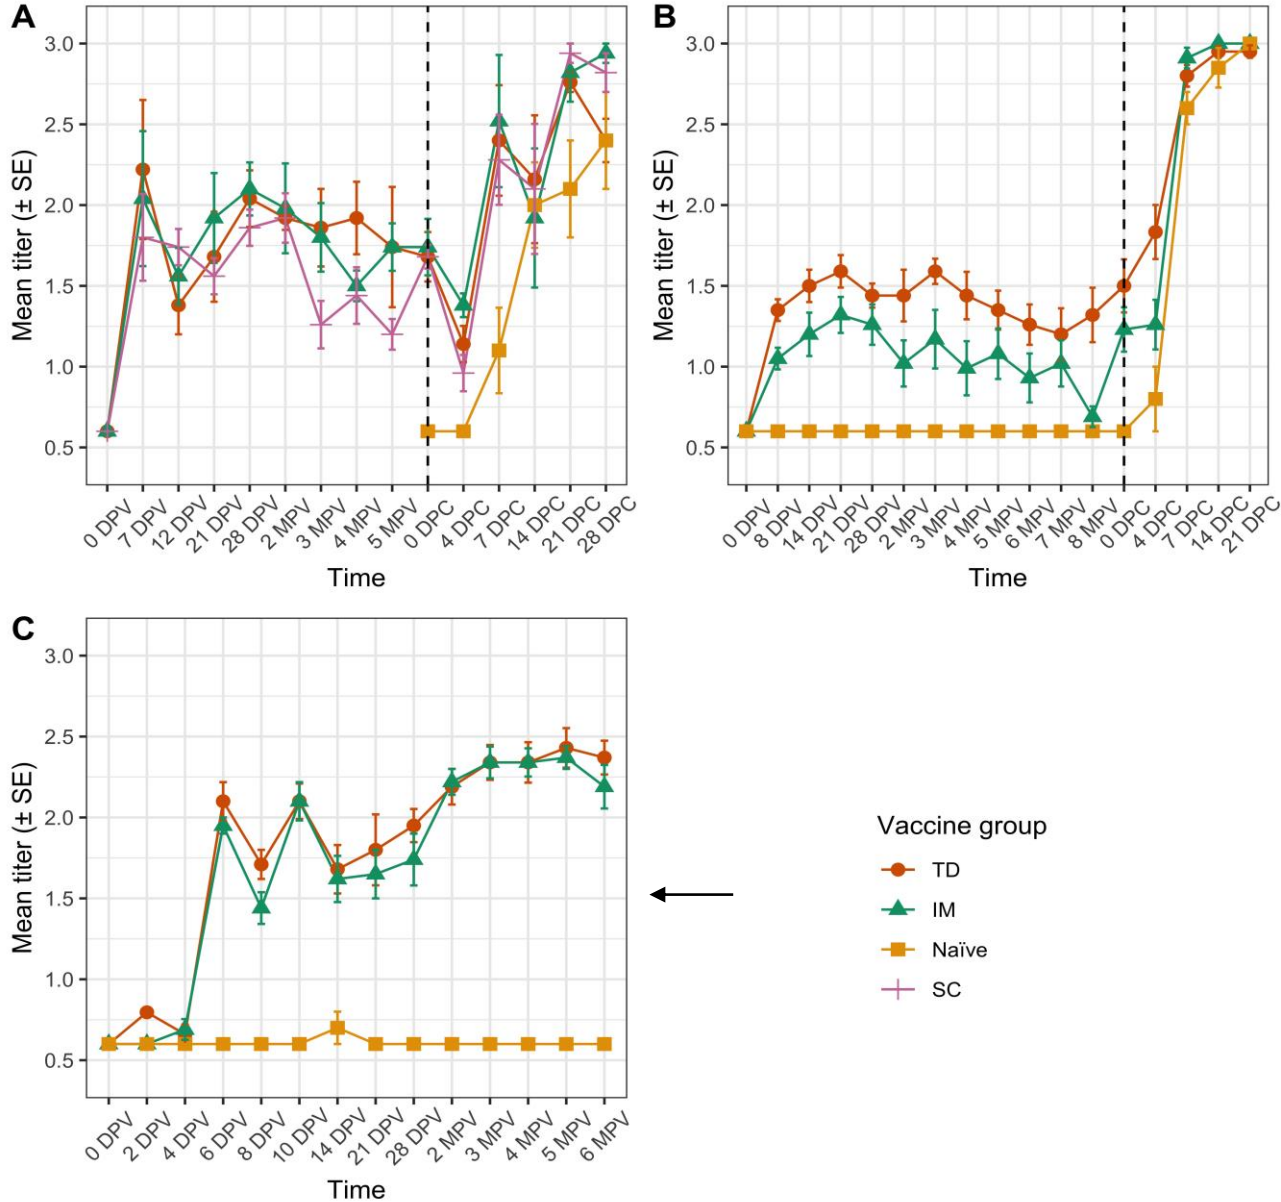 A
Mean titer (± SE)
3.0
2.5
2.0
1.5
1.0
0.5
0 DPV
7 DPV
12 DPV
21 DPV
28 DPV
2 MPV
3 MPV
4 MPV
5 MPV
0 DPC
4 DPC
7 DPC
14 DPC
21 DPC
28 DPC
Time
B
Mean titer (± SE)
3.0
2.5
2.0
1.5
1.0
0.5
0 DPV
8 DPV
14 DPV
21 DPV
28 DPV
2 MPV
3 MPV
4 MPV
5 MPV
6 MPV
7 MPV
8 MPV
0 DPC
4 DPC
7 DPC
14 DPC
21 DPC
Time
C
Mean titer (± SE)
3.0
2.5
2.0
1.5
1.0
0.5
0 DPV
2 DPV
4 DPV
6 DPV
8 DPV
10 DPV
14 DPV
21 DPV
28 DPV
2 MPV
3 MPV
4 MPV
5 MPV
6 MPV
Time
Vaccine group
TD
IM
Naïve
SC